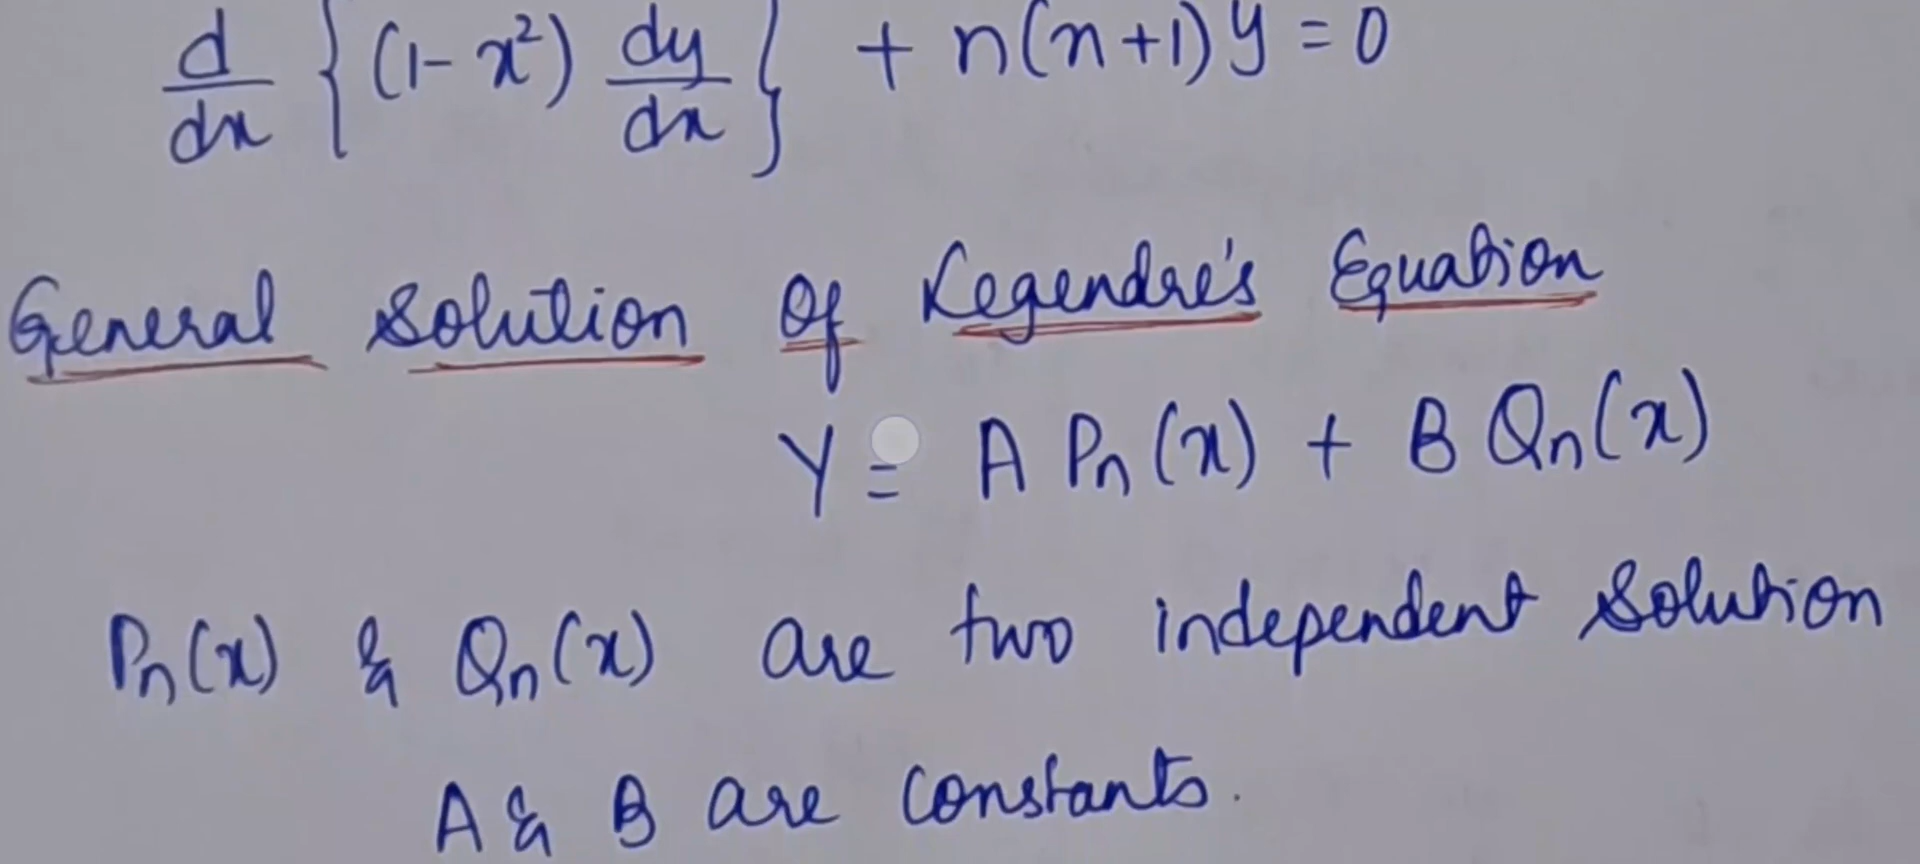 d/dx {(1-x²) dy/dx} + n(n+1)y = 0
General Solution Of Legendre's Equation
Y = A Pn(x) + B Qn(x)
Pn(x) & Qn(x) are two independent Solution
A & B are constants.